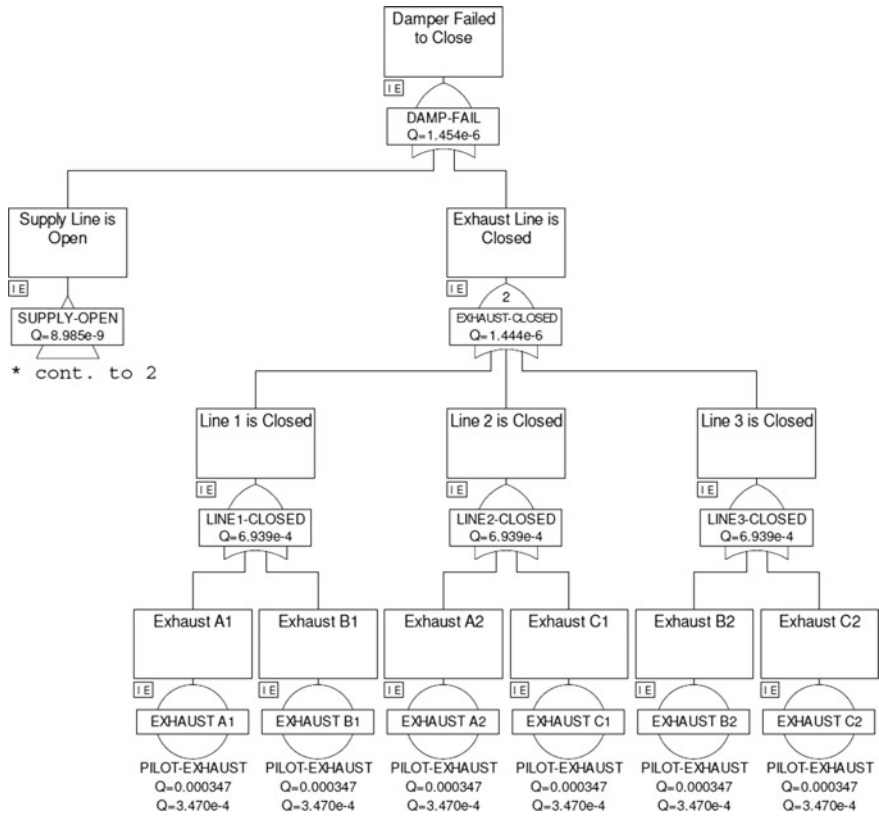 Damper Failed
to Close
I E
DAMP-FAIL
Q=1.454e-6
Supply Line is
Open
Exhaust Line is
Closed
I E
I E
2
SUPPLY-OPEN
Q=8.985e-9
EXHAUST-CLOSED
Q=1.444e-6
* cont. to 2
Line 1 is Closed
Line 2 is Closed
Line 3 is Closed
I E
I E
I E
LINE1-CLOSED
Q=6.939e-4
LINE2-CLOSED
Q=6.939e-4
LINE3-CLOSED
Q=6.939e-4
Exhaust A1
Exhaust B1
Exhaust A2
Exhaust C1
Exhaust B2
Exhaust C2
I E
I E
I E
I E
I E
I E
EXHAUST A1
EXHAUST B1
EXHAUST A2
EXHAUST C1
EXHAUST B2
EXHAUST C2
PILOT-EXHAUST
Q=0.000347
Q=3.470e-4
PILOT-EXHAUST
Q=0.000347
Q=3.470e-4
PILOT-EXHAUST
Q=0.000347
Q=3.470e-4
PILOT-EXHAUST
Q=0.000347
Q=3.470e-4
PILOT-EXHAUST
Q=0.000347
Q=3.470e-4
PILOT-EXHAUST
Q=0.000347
Q=3.470e-4